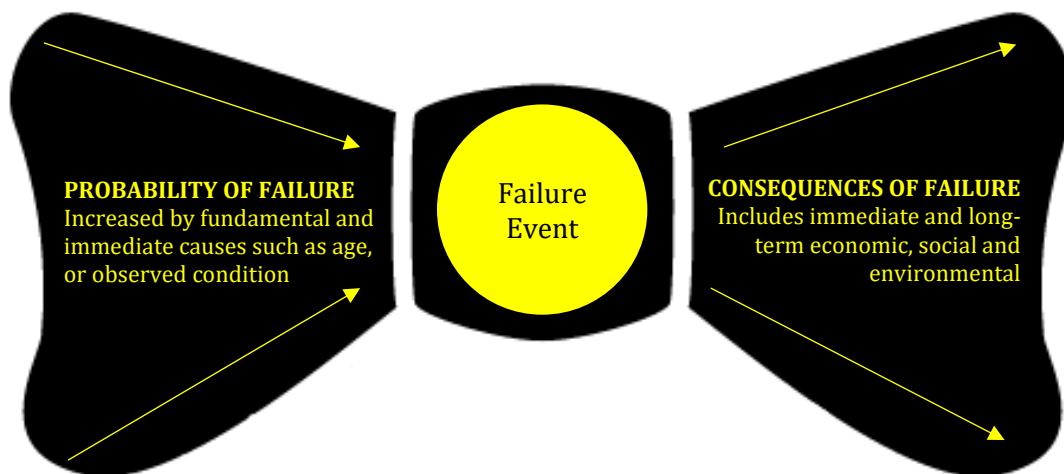 PROBABILITY OF FAILURE
Increased by fundamental and
immediate causes such as age,
or observed condition
Failure
Event
CONSEQUENCES OF FAILURE
Includes immediate and long-
term economic, social and
environmental